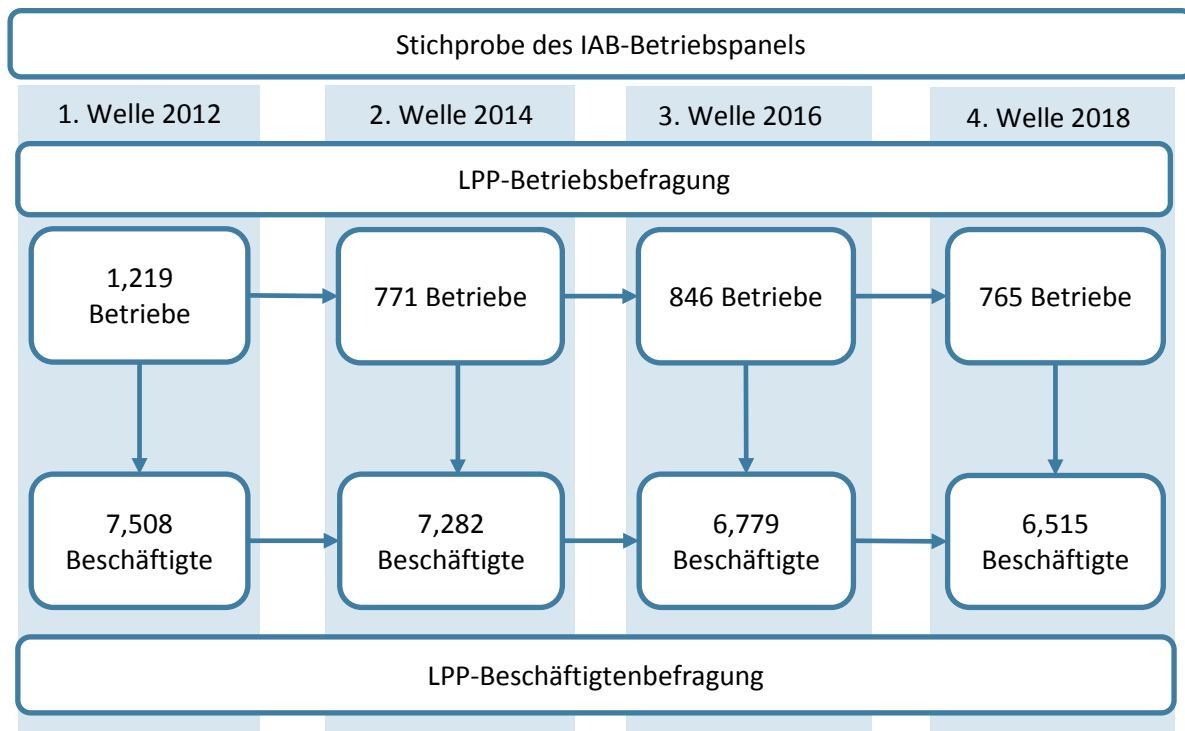 Stichprobe des IAB-Betriebspanels
1. Welle 2012
2. Welle 2014
3. Welle 2016
4. Welle 2018
LPP-Betriebsbefragung
1,219
Betriebe
771 Betriebe
846 Betriebe
765 Betriebe
7,508
Beschäftigte
7,282
Beschäftigte
6,779
Beschäftigte
6,515
Beschäftigte
LPP-Beschäftigtenbefragung